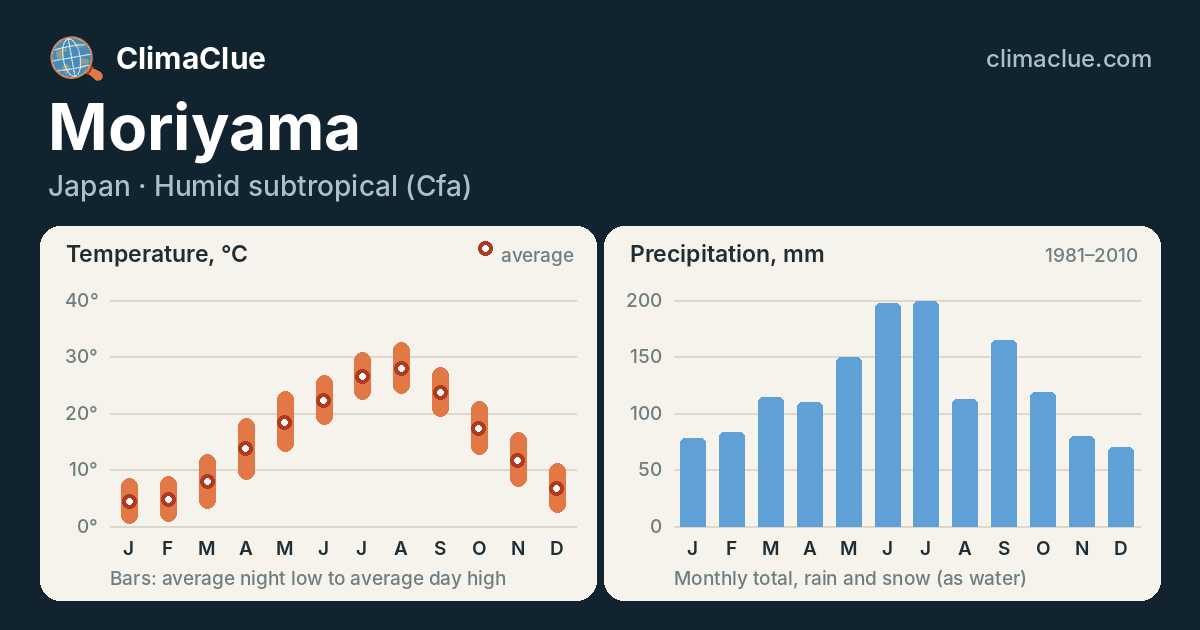 ClimaClue
climaclue.com
Moriyama
Japan · Humid subtropical (Cfa)
Temperature, °C
average
40°
30°
20°
10°
0°
J F M A M J J A S O N D
Bars: average night low to average day high
Precipitation, mm
1981–2010
200
150
100
50
0
J F M A M J J A S O N D
Monthly total, rain and snow (as water)